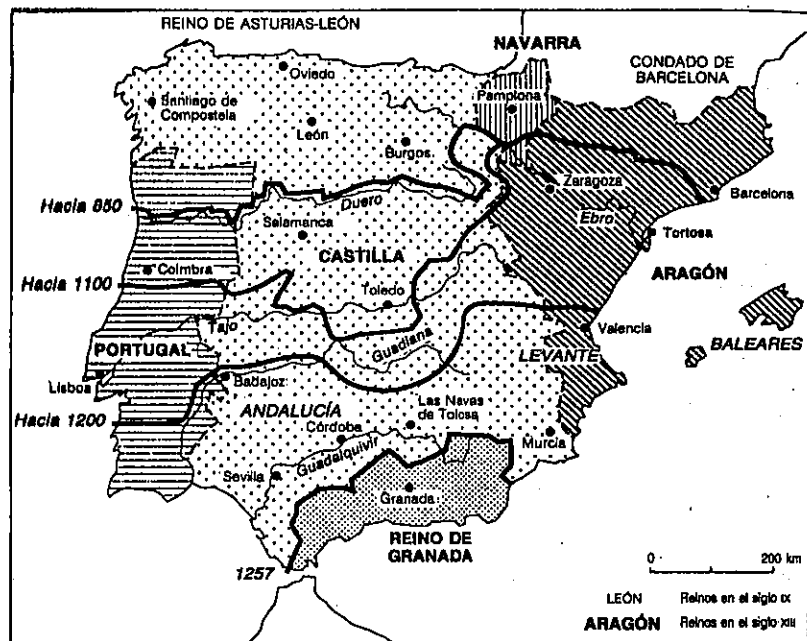 REINO DE ASTURIAS-LEÓN
NAVARRA
CONDADO DE
BARCELONA
Oviedo
Pamplona
Santiago de
Compostela
León
Burgos
Zaragoza
Barcelona
Hacia 850
Duero
Ebro
Salamanca
Tortosa
CASTILLA
Coimbra
ARAGÓN
Hacia 1100
Toledo
BALEARES
Tajo
Valencia
PORTUGAL
Guadiana
LEVANTE
Lisboa
Badajoz
Hacia 1200
ANDALUCÍA
Las Navas
de Tolosa
Córdoba
Murcia
Guadalquivir
Sevilla
Granada
REINO DE
GRANADA
1257
0 200 km
LEÓN Reinos en el siglo IX
ARAGÓN Reinos en el siglo XIII